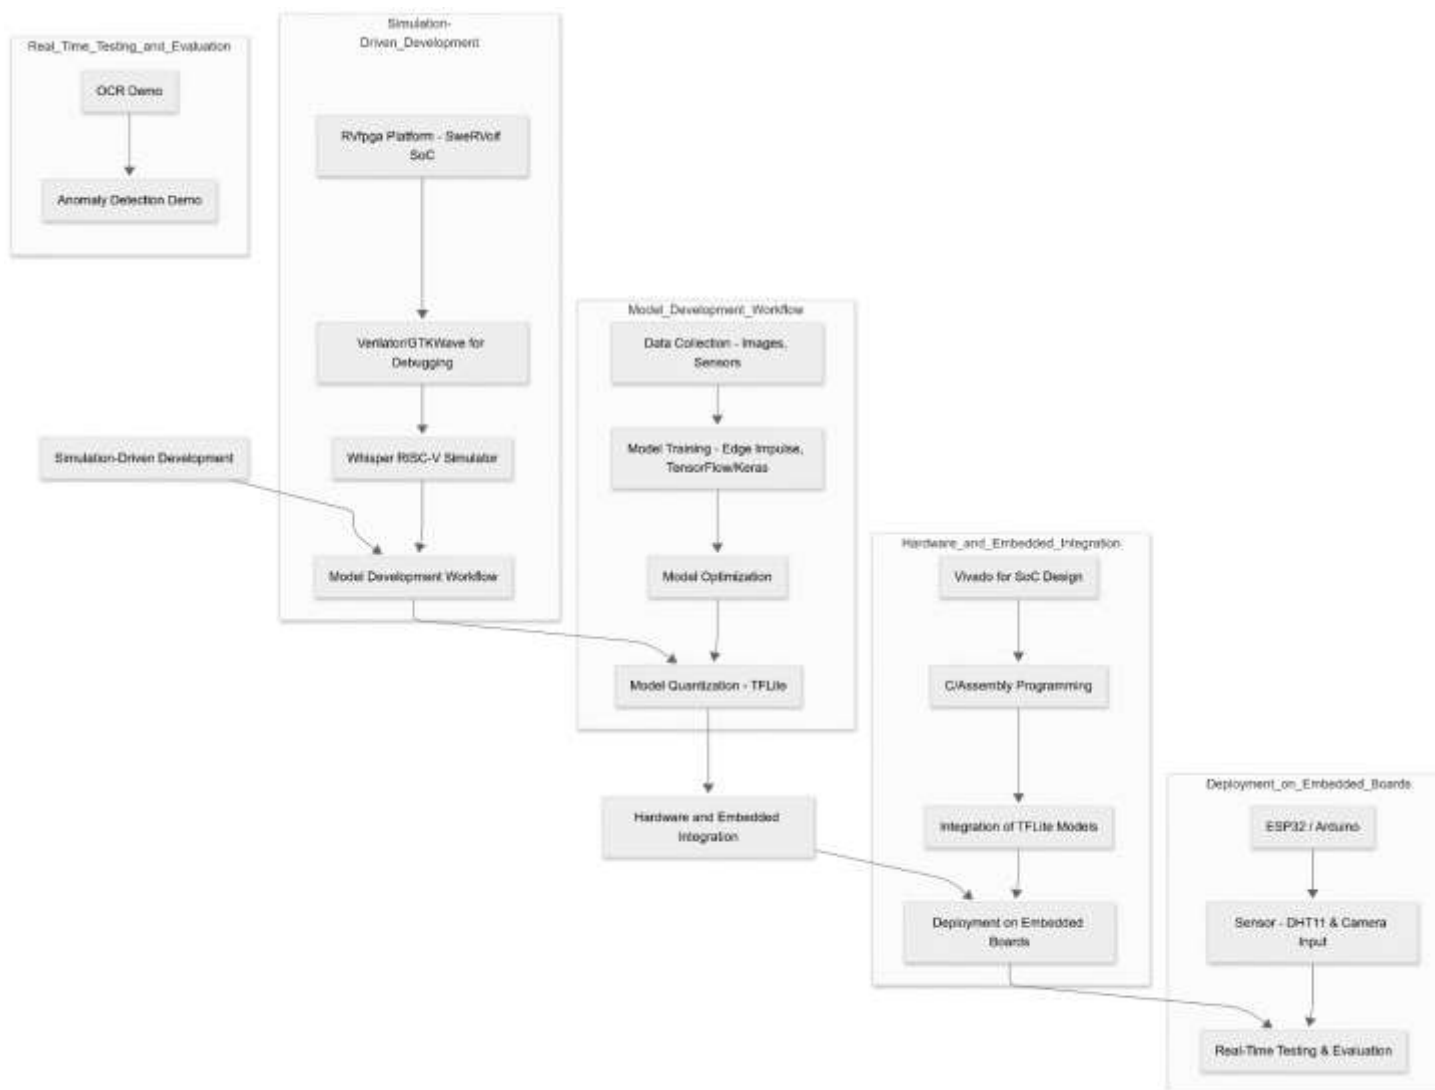 Real_Time_Testing_and_Evaluation
OCR Demo
Anomaly Detection Demo
Simulation-
Driven_Development
RVfpga Platform - SweRVolf
SoC
Verilator/GTKWave for
Debugging
Whisper RISC-V Simulator
Simulation-Driven Development
Model Development Workflow
Model_Development_Workflow
Data Collection - Images,
Sensors
Model Training - Edge Impulse,
TensorFlow/Keras
Model Optimization
Model Quantization - TFLite
Hardware and Embedded
Integration
Hardware_and_Embedded_Integration
Vivado for SoC Design
C/Assembly Programming
Integration of TFLite Models
Deployment on Embedded
Boards
Deployment_on_Embedded_Boards
ESP32 / Arduino
Sensor - DHT11 & Camera
Input
Real-Time Testing & Evaluation